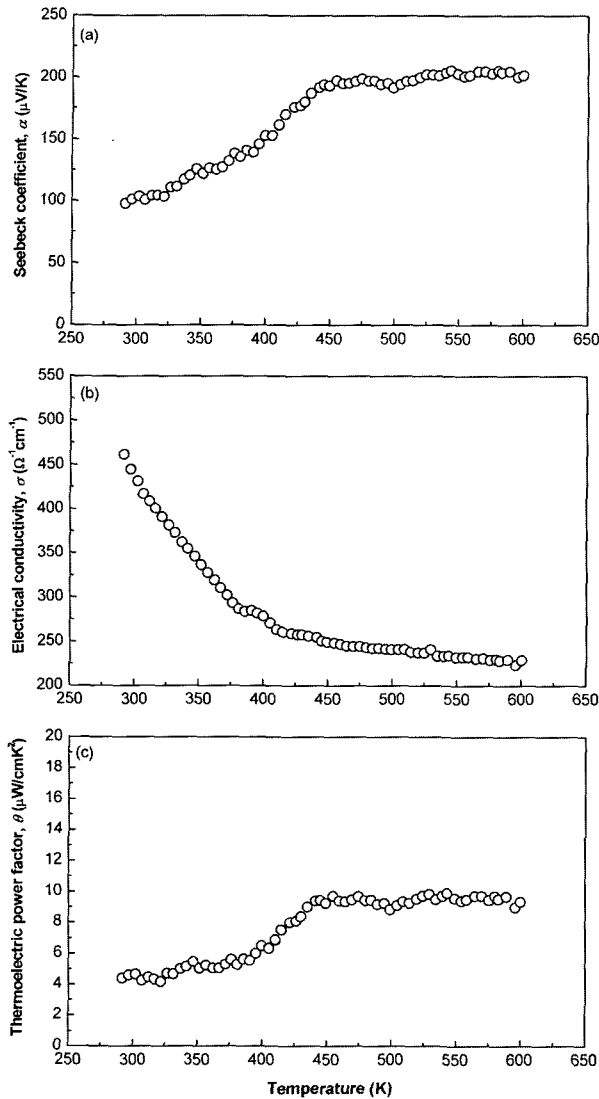 250
(a)
200
150
100
50
0
Seebeck coefficient, α (μV/K)
250 300 350 400 450 500 550 600 650
550
(b)
500
450
400
350
300
250
200
Electrical conductivity, σ (Ω⁻¹cm⁻¹)
250 300 350 400 450 500 550 600 650
20
(c)
18
16
14
12
10
8
6
4
2
0
Thermoelectric power factor, θ (μW/cmK²)
250 300 350 400 450 500 550 600 650
Temperature (K)